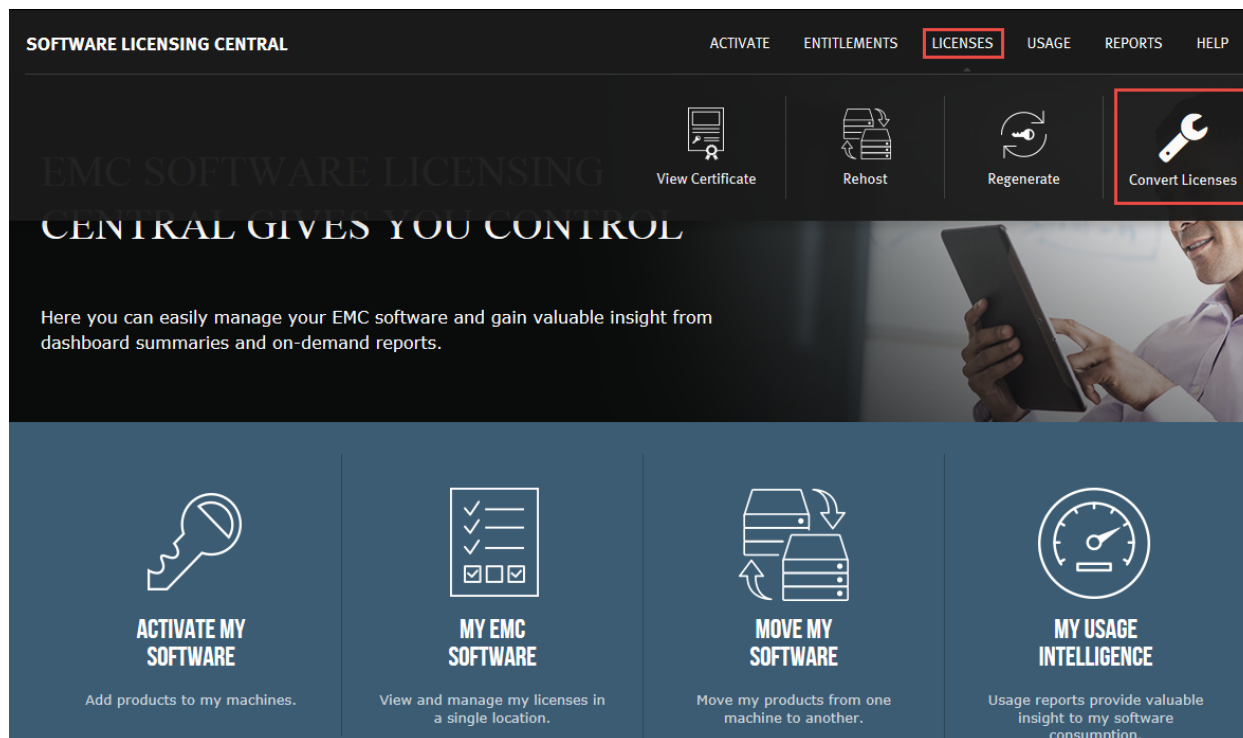 SOFTWARE LICENSING CENTRAL
ACTIVATE ENTITLEMENTS LICENSES USAGE REPORTS HELP
View Certificate Rehost Regenerate Convert Licenses
EMC SOFTWARE LICENSING
CENTRAL GIVES YOU CONTROL
Here you can easily manage your EMC software and gain valuable insight from
dashboard summaries and on-demand reports.
ACTIVATE MY
SOFTWARE
Add products to my machines.
MY EMC
SOFTWARE
View and manage my licenses in
a single location.
MOVE MY
SOFTWARE
Move my products from one
machine to another.
MY USAGE
INTELLIGENCE
Usage reports provide valuable
insight to my software
consumption.